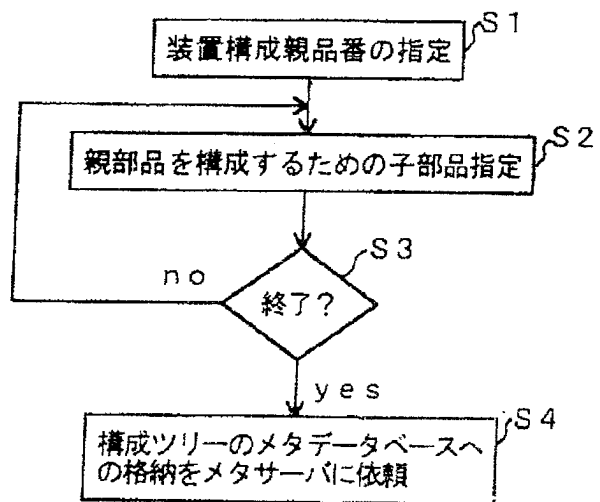 S1
装置構成親品番の指定
S2
親部品を構成するための子部品指定
S3
no
終了?
yes
S4
構成ツリーのメタデータベースへ
の格納をメタサーバに依頼